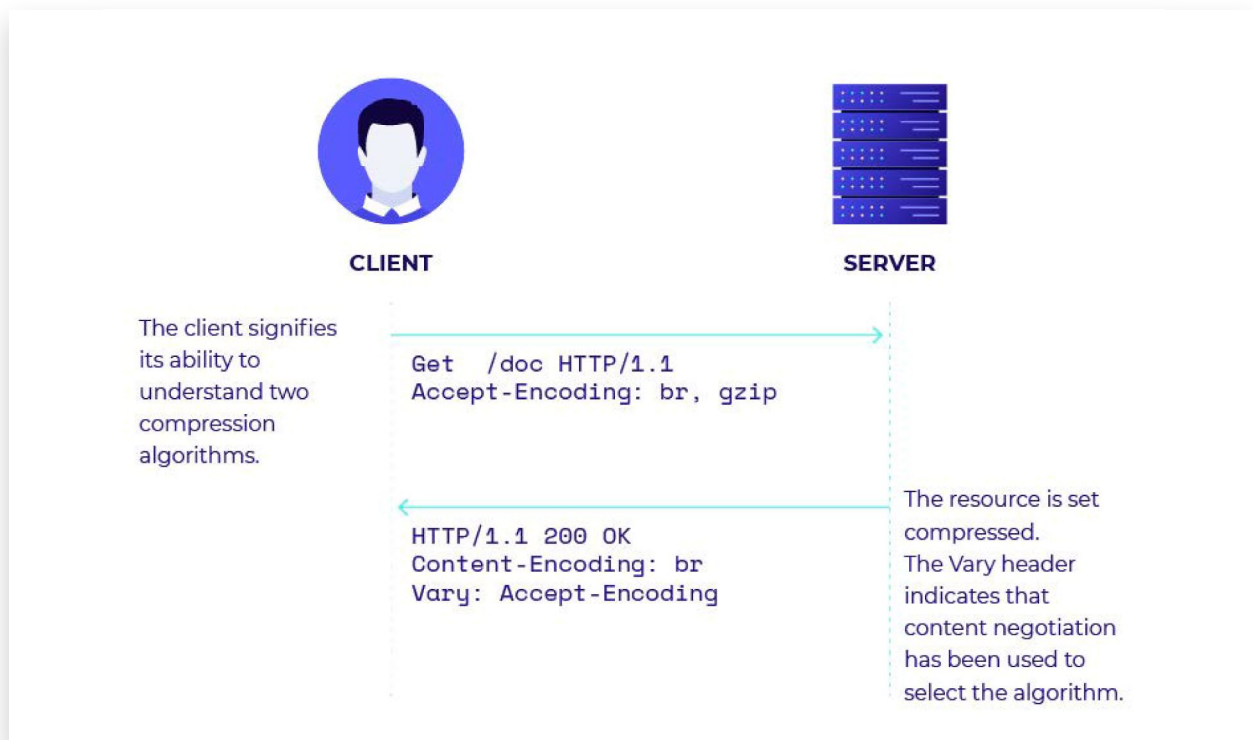 CLIENT
SERVER
The client signifies
its ability to
understand two
compression
algorithms.
Get  /doc HTTP/1.1
Accept-Encoding: br, gzip
HTTP/1.1 200 OK
Content-Encoding: br
Vary: Accept-Encoding
The resource is set
compressed.
The Vary header
indicates that
content negotiation
has been used to
select the algorithm.